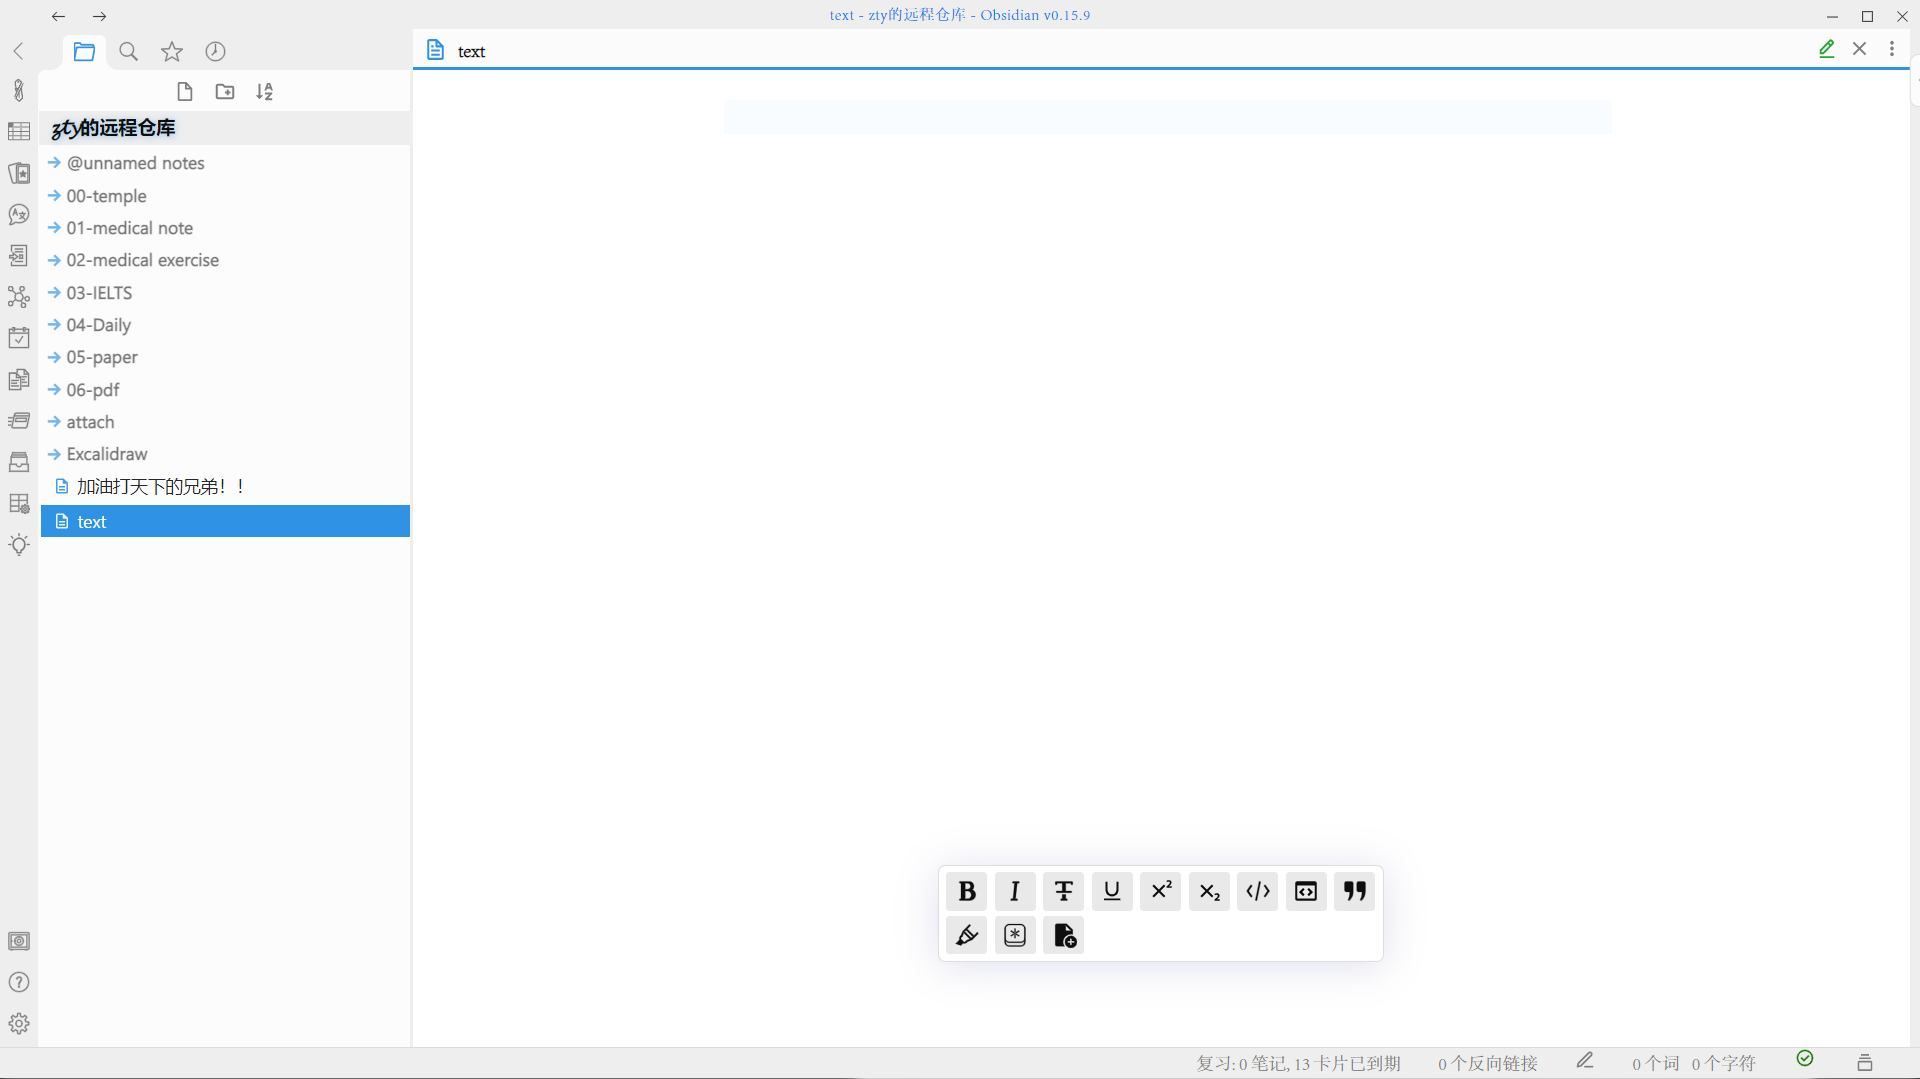 text - zty的远程仓库 - Obsidian v0.15.9
text
zty的远程仓库
@unnamed notes
00-temple
01-medical note
02-medical exercise
03-IELTS
04-Daily
05-paper
06-pdf
attach
Excalidraw
加油打天下的兄弟！！
text
复习: 0 笔记, 13 卡片已到期 0 个反向链接 0 个词 0 个字符